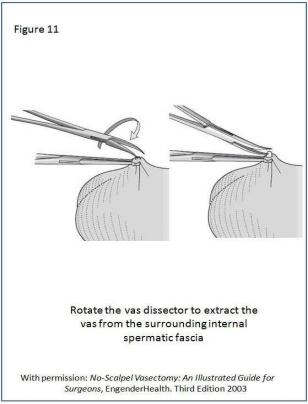 Figure 11
Rotate the vas dissector to extract the
vas from the surrounding internal
spermatic fascia
With permission: No-Scalpel Vasectomy: An Illustrated Guide for
Surgeons, EngenderHealth. Third Edition 2003